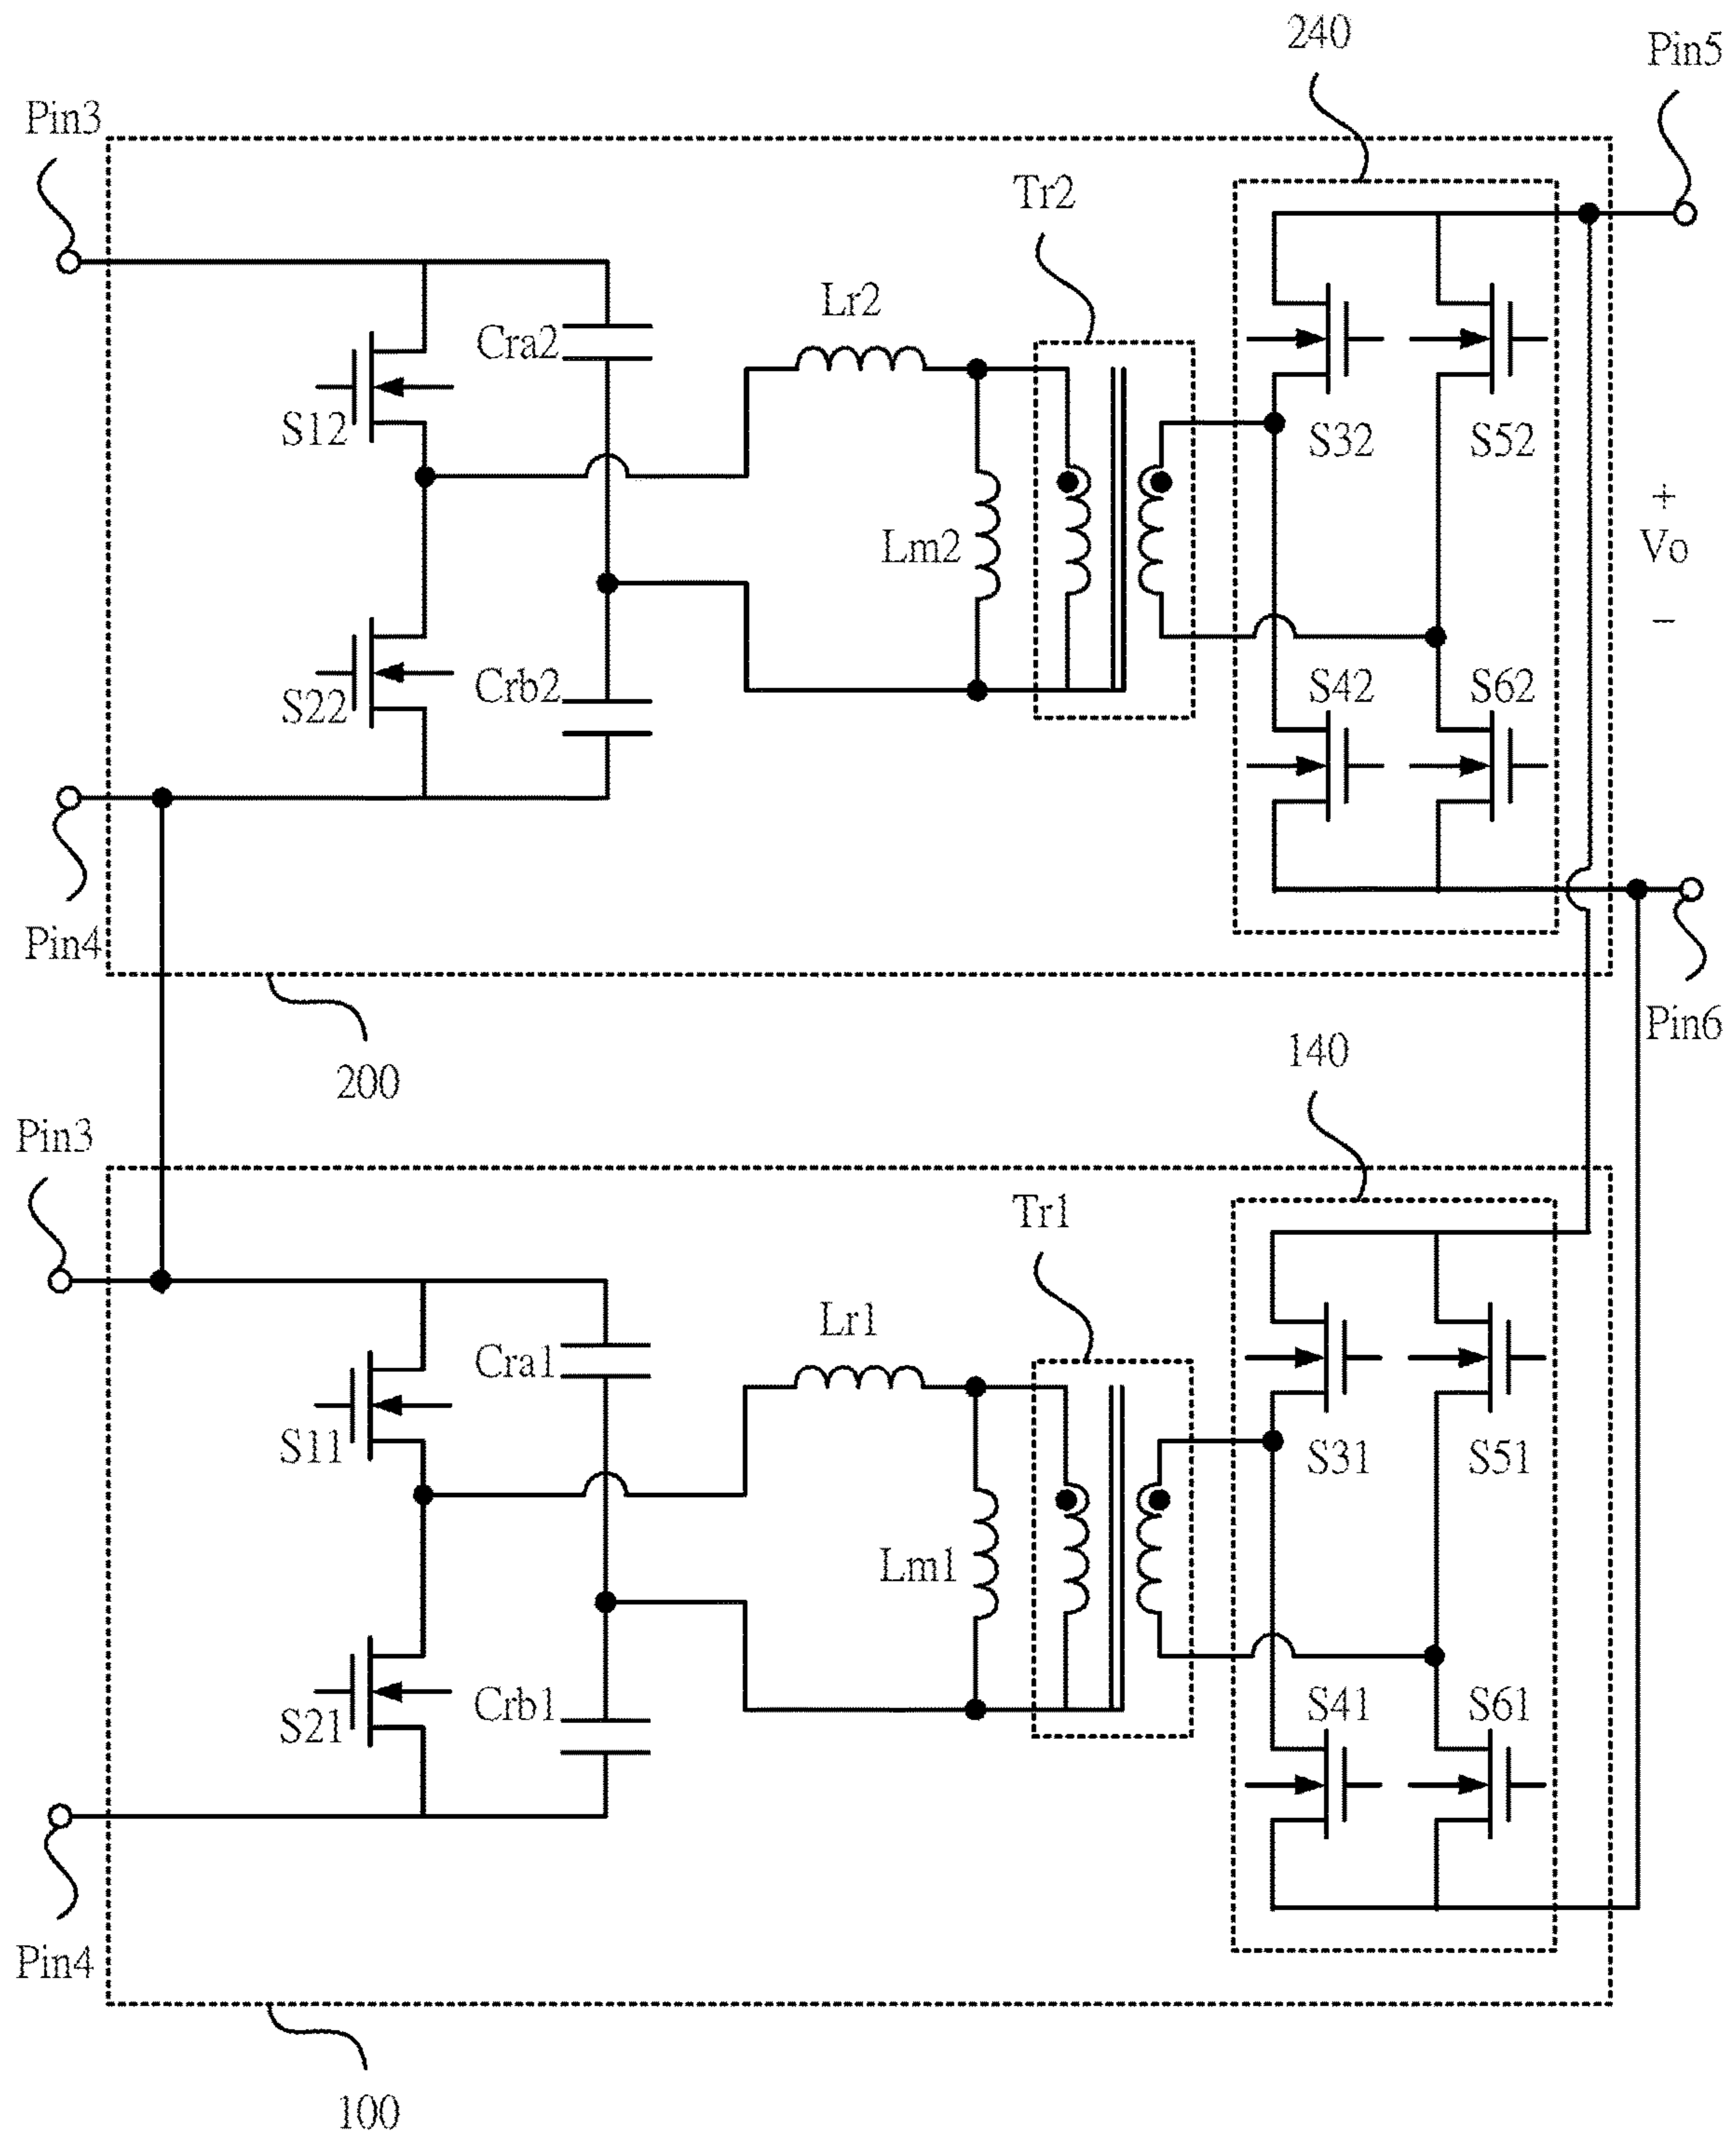 240
Pin5
Pin3
Tr2
Lr2
Cra2
S12
S32
S52
+
Vo
−
Lm2
Crb2
S22
S42
S62
Pin4
Pin6
200
140
Pin3
Tr1
Lr1
Cra1
S11
S31
S51
Lm1
Crb1
S21
S41
S61
Pin4
100